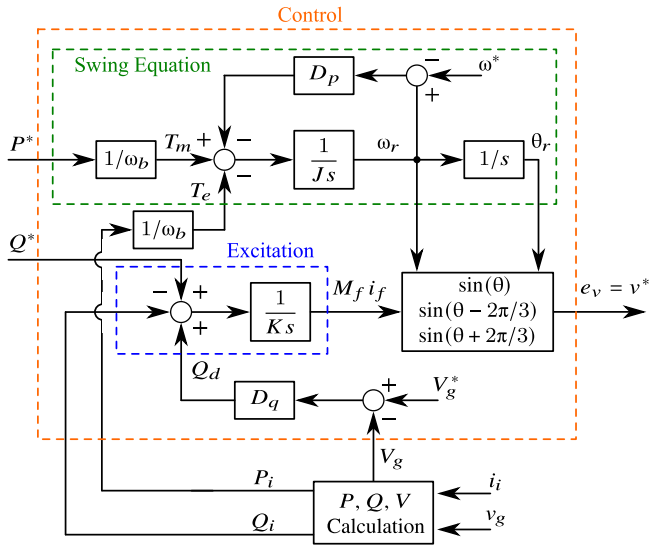 Control
Swing Equation
D_p
−
ω*
+
P*
1/ω_b
T_m
+
−
−
T_e
1
Js
ω_r
1/s
θ_r
1/ω_b
Q*
Excitation
−
+
+
1
Ks
M_f i_f
sin(θ)
sin(θ − 2π/3)
sin(θ + 2π/3)
e_v = v*
Q_d
D_q
+
−
V_g*
V_g
P_i
Q_i
P, Q, V
Calculation
i_i
v_g